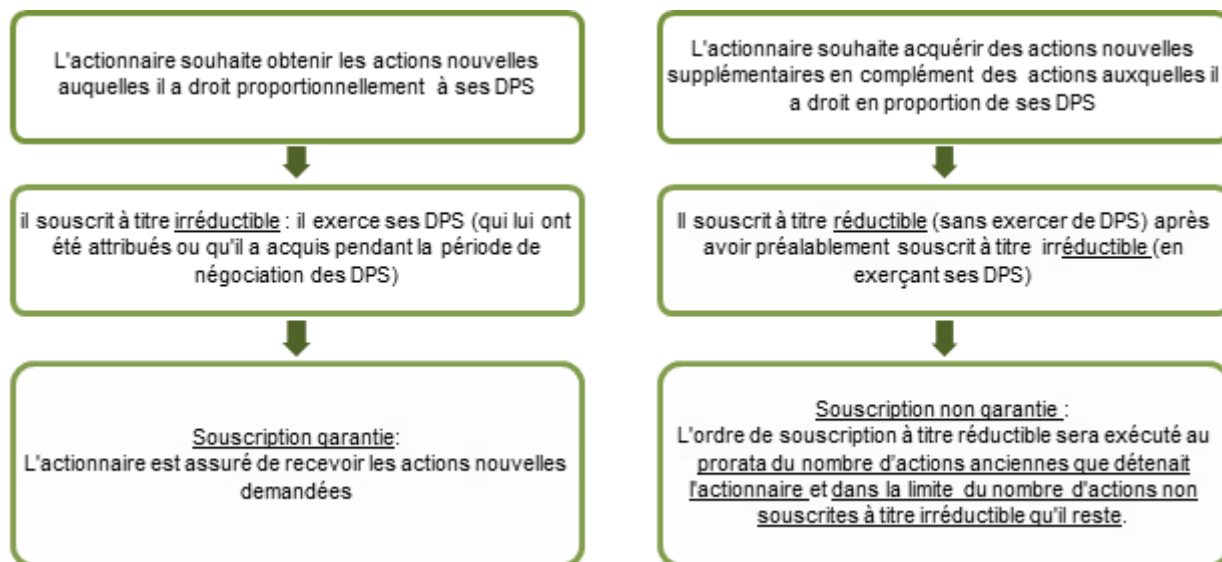 L'actionnaire souhaite obtenir les actions nouvelles
auquelles il a droit proportionnellement à ses DPS
il souscrit à titre irréductible : il exerce ses DPS (qui lui ont
été attribués ou qu'il a acquis pendant la période de
négociation des DPS)
Souscription garantie:
L'actionnaire est assuré de recevoir les actions nouvelles
demandées
L'actionnaire souhaite acquérir des actions nouvelles
supplémentaires en complément des actions auxquelles il
a droit en proportion de ses DPS
Il souscrit à titre réductible (sans exercer de DPS) après
avoir préalablement souscrit à titre irréductible (en
exerçant ses DPS)
Souscription non garantie :
L'ordre de souscription à titre réductible sera exécuté au
prorata du nombre d'actions anciennes que détenait
l'actionnaire et dans la limite du nombre d'actions non
souscrites à titre irréductible qu'il reste.